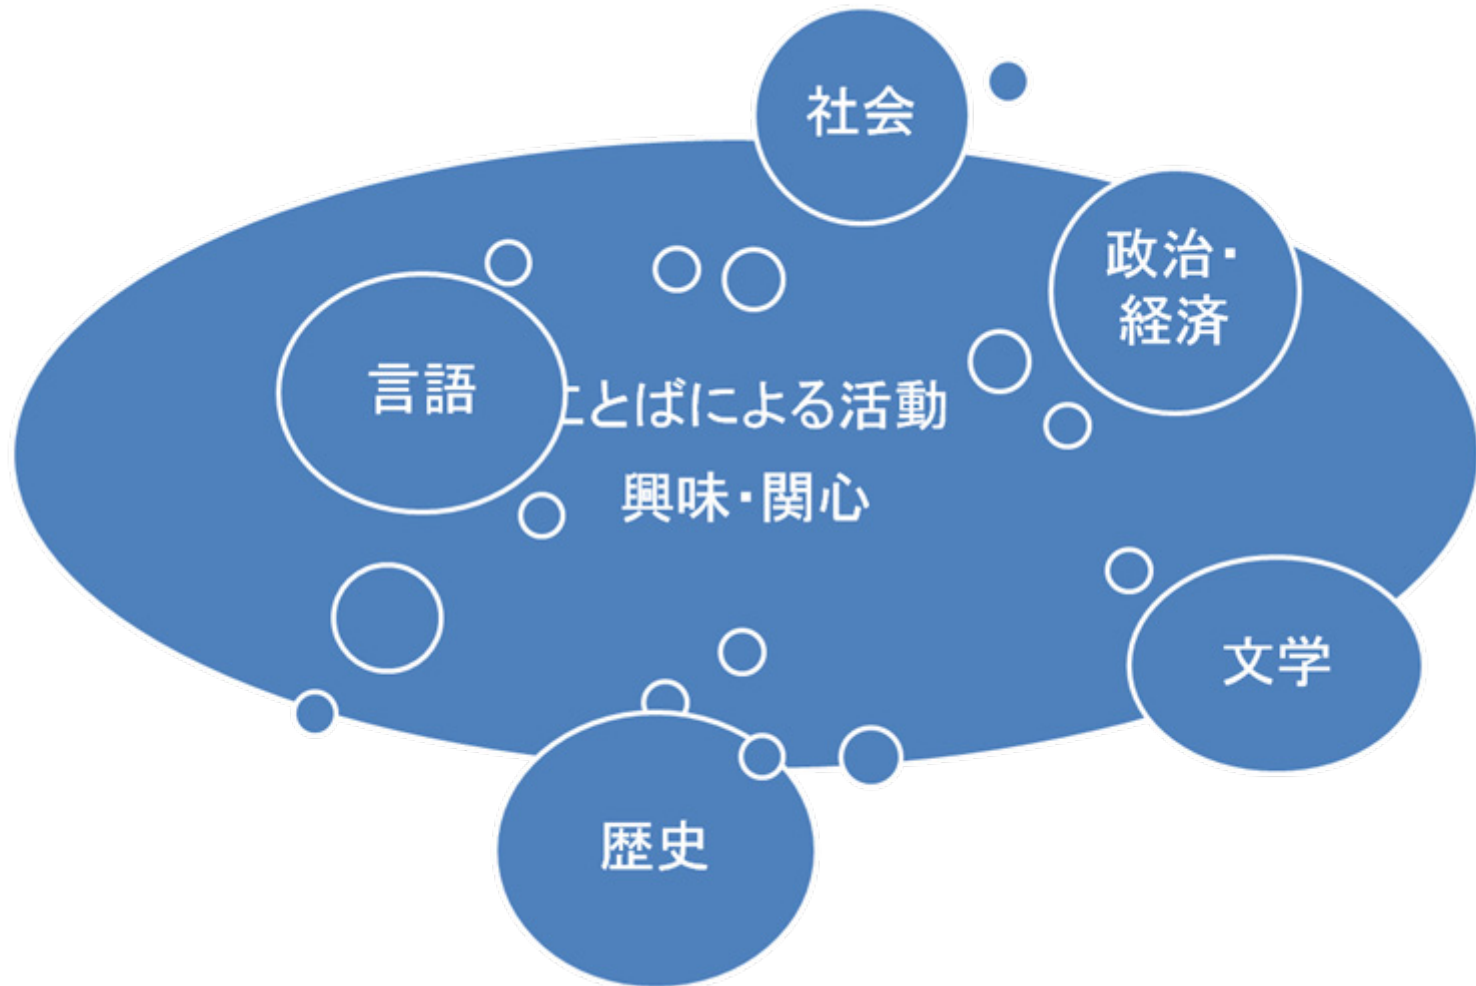 社会
政治・
経済
言語
ことばによる活動
興味・関心
文学
歴史